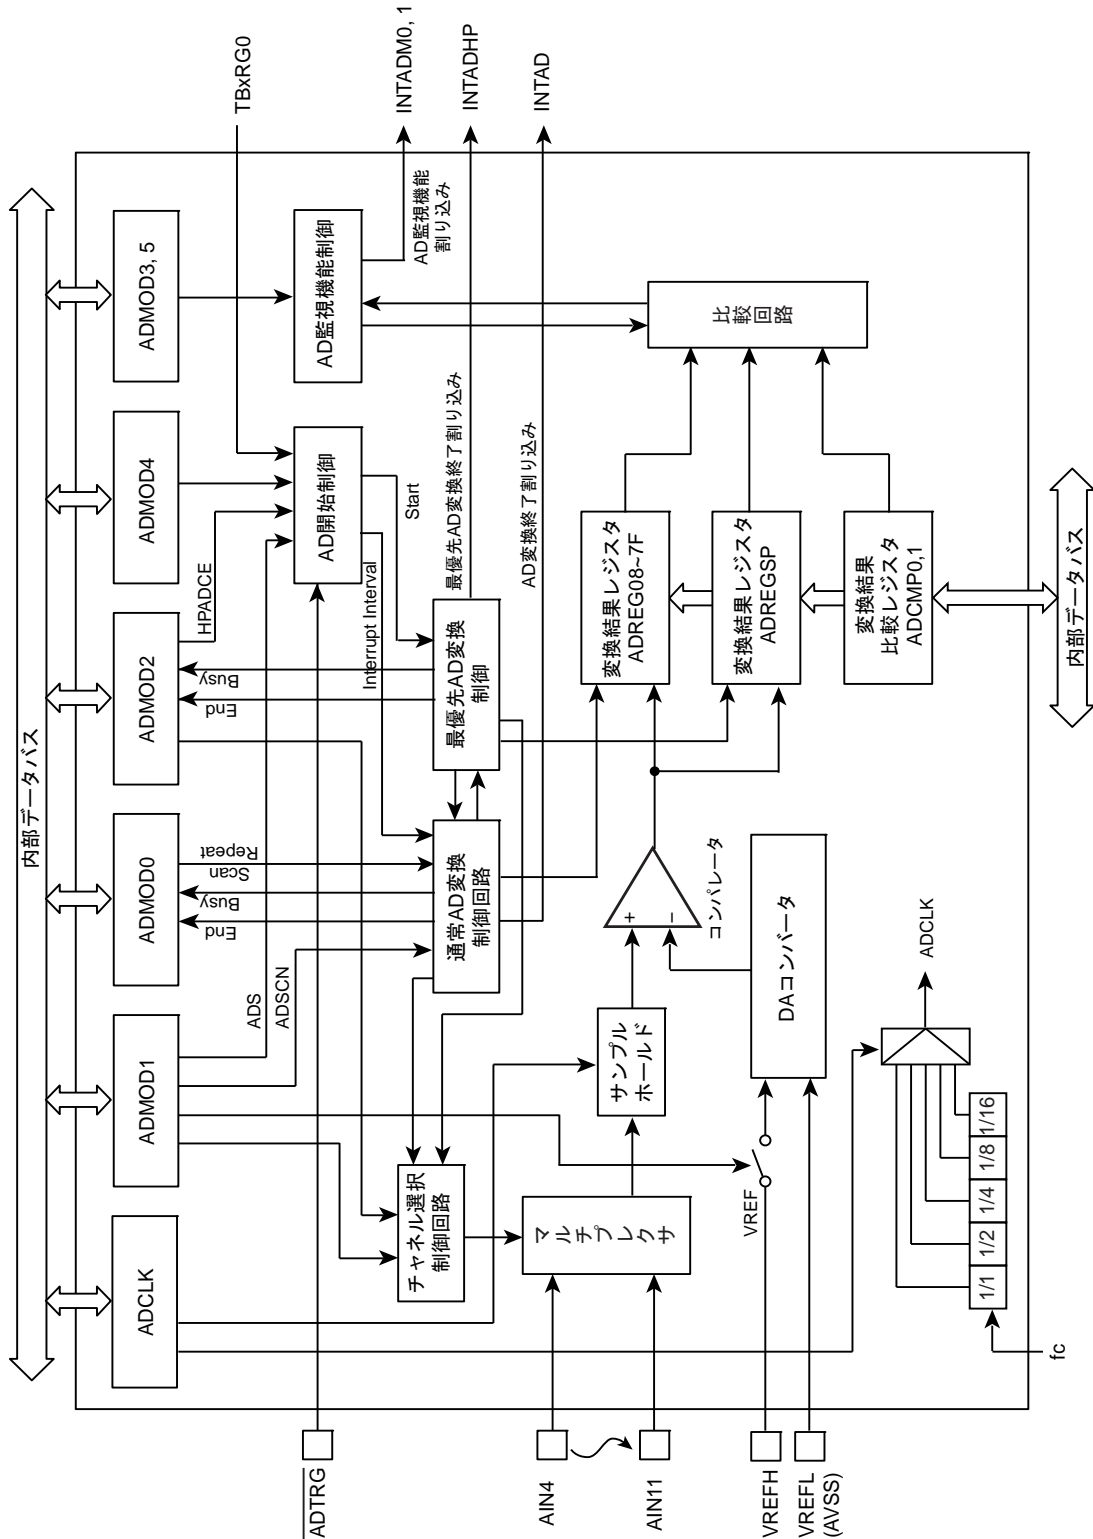 内部データバス
ADCLK
ADMOD1
ADMOD0
ADMOD2
ADMOD4
ADMOD3, 5
TBxRG0
ADS
ADSCN
End
Busy
Scan
Repeat
End
Busy
HPADCE
ADTRG
AD開始制御
AD監視機能制御
INTADM0, 1
AD監視機能
割り込み
Interrupt Interval
Start
チャネル選択
制御回路
通常AD変換
制御回路
最優先AD変換
制御
最優先AD変換終了割り込み
INTADHP
AD変換終了割り込み
INTAD
AIN4
AIN11
マルチプレクサ
サンプル
ホールド
+
−
コンパレータ
変換結果レジスタ
ADREG08~7F
変換結果レジスタ
ADREGSP
変換結果
比較レジスタ
ADCMP0,1
比較回路
VREFH
VREFL
(AVSS)
VREF
DAコンバータ
ADCLK
fc
1/1
1/2
1/4
1/8
1/16
内部データバス